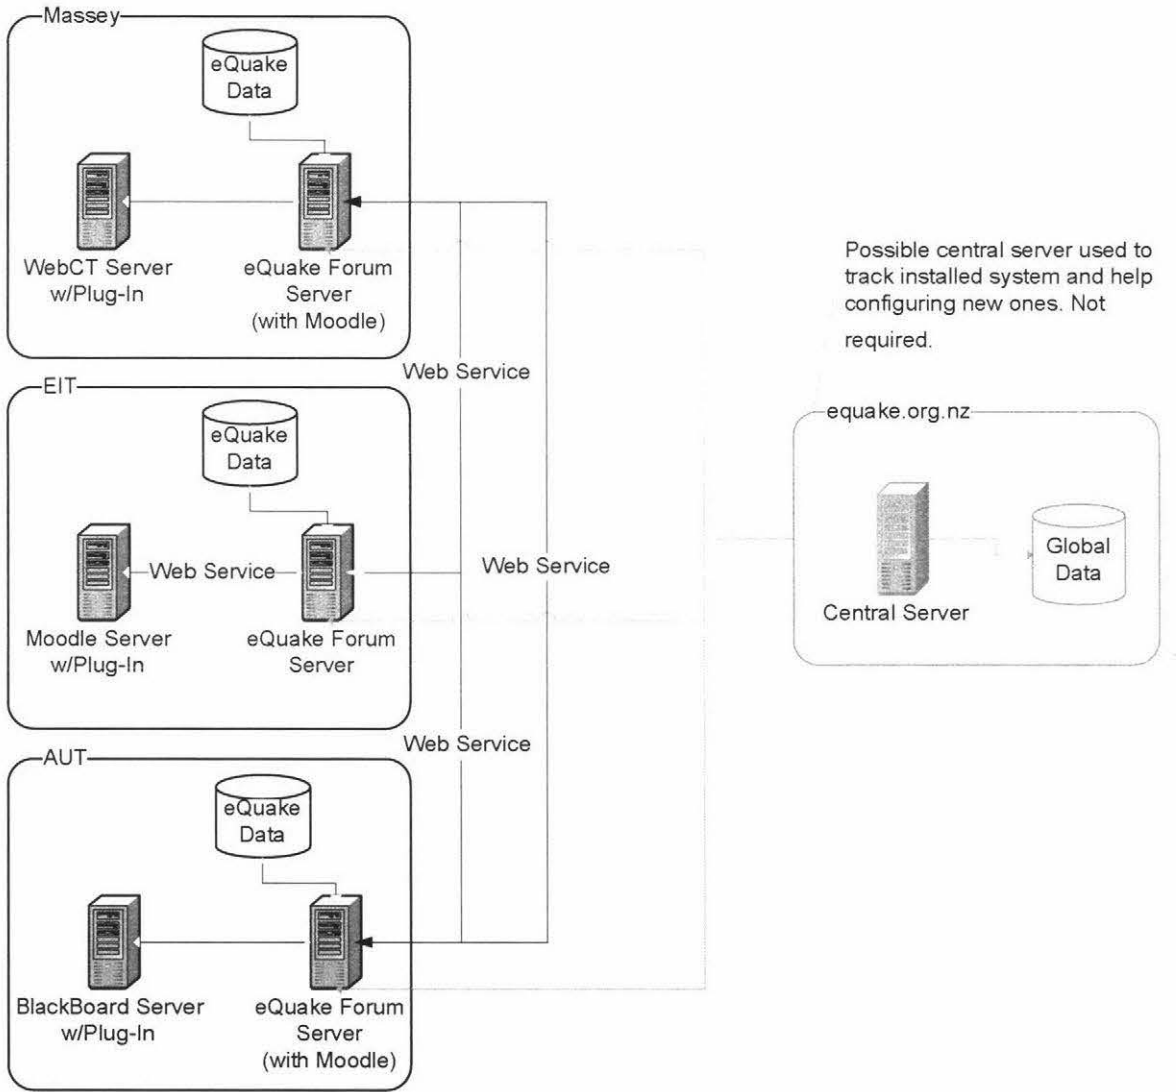 Massey
eQuake
Data
WebCT Server
w/Plug-In
eQuake Forum
Server
(with Moodle)
Web Service
EIT
eQuake
Data
Web Service
Moodle Server
w/Plug-In
eQuake Forum
Server
Web Service
Web Service
AUT
eQuake
Data
BlackBoard Server
w/Plug-In
eQuake Forum
Server
(with Moodle)
Possible central server used to
track installed system and help
configuring new ones. Not
required.
equake.org.nz
Central Server
Global
Data